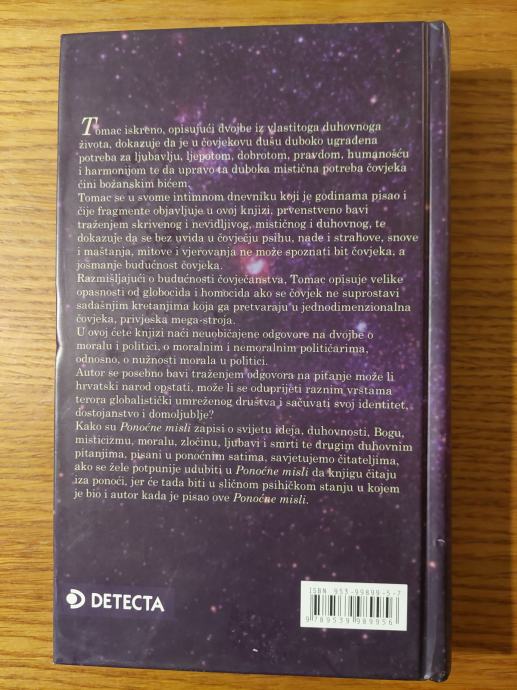 Tomac iskreno, opisujući dvojbe iz vlastitoga duhovnoga
života, dokazuje da je u čovjekovu dušu duboko ugrađena
potreba za ljubavlju, ljepotom, dobrotom, pravdom, humanošću
i harmonijom te da upravo ta duboka mistična potreba čovjeka
čini božanskim bićem.
Tomac se u svome intimnom dnevniku koji je godinama pisao i
čije fragmente objavljuje u ovoj knjizi, prvenstveno bavi
traženjem skrivenog i nevidljivog, mističnog i duhovnog, te
dokazuje da se bez uvida u čovječju psihu, nade i strahove, snove
i maštanja, mitove i vjerovanja ne može spoznati bit čovjeka, a
još manje budućnost čovjeka.
Razmišljajući o budućnosti čovječanstva, Tomac opisuje velike
opasnosti od globocida i homocida ako se čovjek ne suprostavi
sadašnjim kretanjima koja ga pretvaraju u jednodimenzionalna
čovjeka, privjeska mega-stroja.
U ovoj ćete knjizi naći neuobičajene odgovore na dvojbe o
moralu i politici, o moralnim i nemoralnim političarima,
odnosno, o nužnosti morala u politici.
Autor se posebno bavi traženjem odgovora na pitanje može li
hrvatski narod opstati, može li se oduprijeti raznim vrstama
terora globalistički umreženog društva i sačuvati svoj identitet,
dostojanstvo i domoljublje?
Kako su Ponoćne misli zapisi o svijetu ideja, duhovnosti, Bogu,
misticizmu, moralu, zločinu, ljubavi i smrti te drugim duhovnim
pitanjima, pisani u ponoćnim satima, savjetujemo čitateljima,
ako se žele potpunije udubiti u Ponoćne misli da knjigu čitaju
iza ponoći, jer će tada biti u sličnom psihičkom stanju u kojem
je bio i autor kada je pisao ove Ponoćne misli.
ISBN 953-99899-5-7
9 789539 989956
DETECTA